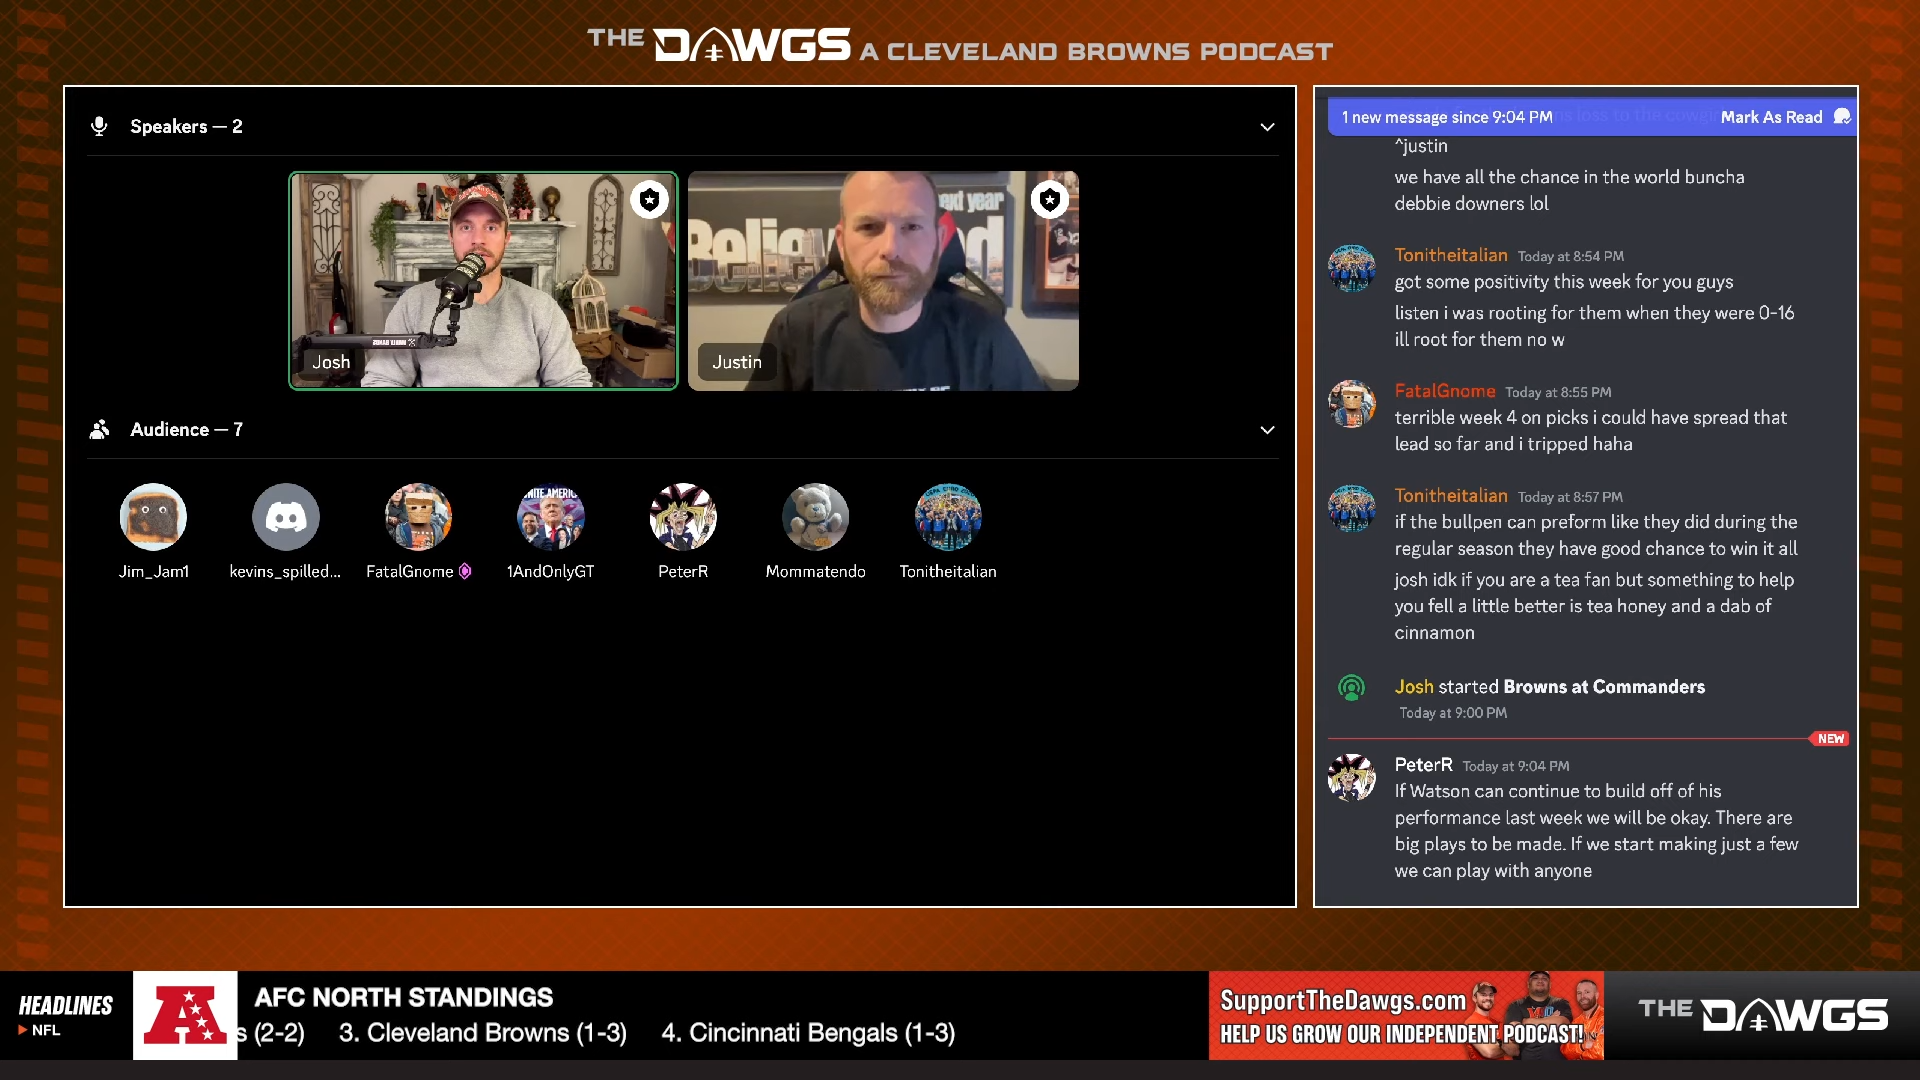 THE DAWGS A CLEVELAND BROWNS PODCAST
Speakers — 2
Josh
Justin
Audience — 7
Jim_Jam1
kevins_spilled...
FatalGnome
1AndOnlyGT
PeterR
Mommatendo
Tonitheitalian
1 new message since 9:04 PM
Mark As Read
^justin
we have all the chance in the world buncha
debbie downers lol
Tonitheitalian Today at 8:54 PM
got some positivity this week for you guys
listen i was rooting for them when they were 0-16
ill root for them no w
FatalGnome Today at 8:55 PM
terrible week 4 on picks i could have spread that
lead so far and i tripped haha
Tonitheitalian Today at 8:57 PM
if the bullpen can preform like they did during the
regular season they have good chance to win it all
josh idk if you are a tea fan but something to help
you fell a little better is tea honey and a dab of
cinnamon
Josh started Browns at Commanders
Today at 9:00 PM
NEW
PeterR Today at 9:04 PM
If Watson can continue to build off of his
performance last week we will be okay. There are
big plays to be made. If we start making just a few
we can play with anyone
HEADLINES
NFL
AFC NORTH STANDINGS
s (2-2) 3. Cleveland Browns (1-3) 4. Cincinnati Bengals (1-3)
SupportTheDawgs.com
HELP US GROW OUR INDEPENDENT PODCAST!
THE DAWGS